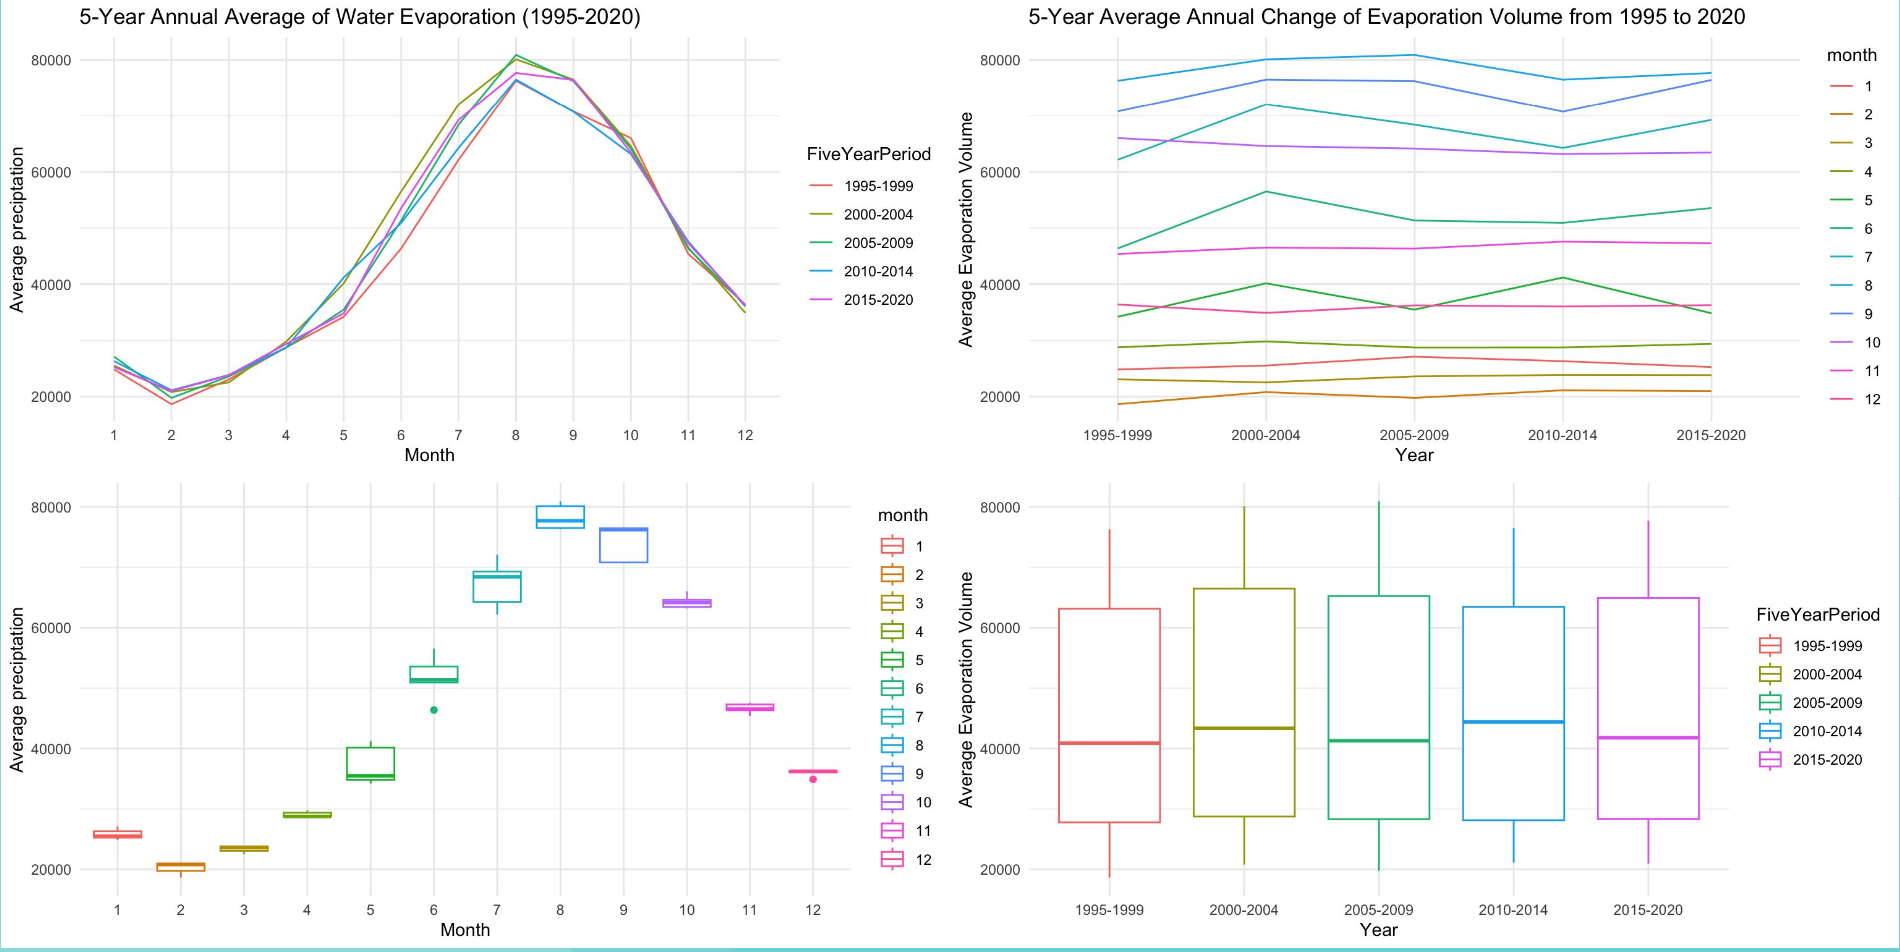 5-Year Annual Average of Water Evaporation (1995-2020)
Average preciptation
80000
60000
40000
20000
1 2 3 4 5 6 7 8 9 10 11 12
Month
FiveYearPeriod
1995-1999
2000-2004
2005-2009
2010-2014
2015-2020
5-Year Average Annual Change of Evaporation Volume from 1995 to 2020
Average Evaporation Volume
80000
60000
40000
20000
1995-1999 2000-2004 2005-2009 2010-2014 2015-2020
Year
month
1
2
3
4
5
6
7
8
9
10
11
12
Average preciptation
80000
60000
40000
20000
1 2 3 4 5 6 7 8 9 10 11 12
Month
month
1
2
3
4
5
6
7
8
9
10
11
12
Average Evaporation Volume
80000
60000
40000
20000
1995-1999 2000-2004 2005-2009 2010-2014 2015-2020
Year
FiveYearPeriod
1995-1999
2000-2004
2005-2009
2010-2014
2015-2020